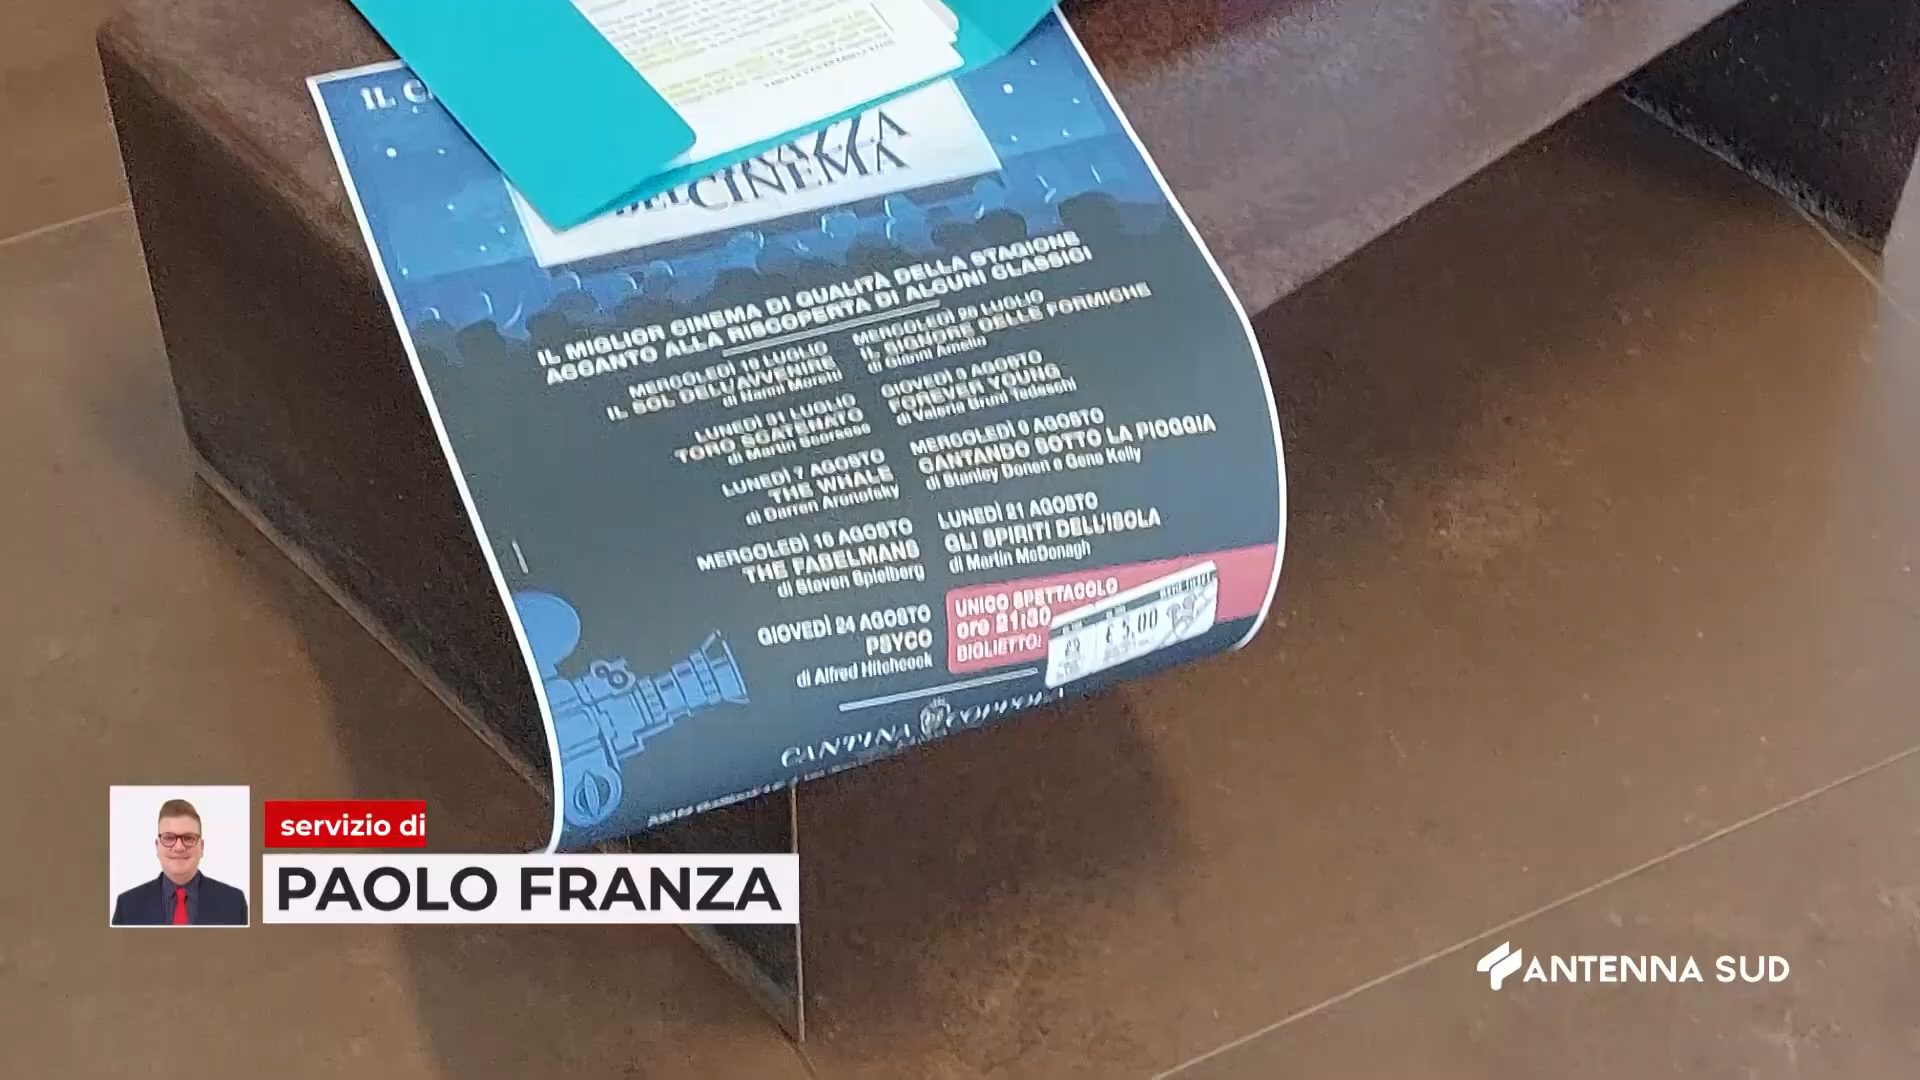 IL
DEL CINEMA
IL MIGLIOR CINEMA DI QUALITÀ DELLA STAGIONE
ACCANTO ALLA RISCOPERTA DI ALCUNI CLASSICI
MERCOLEDÌ 19 LUGLIO
IL SOL DELL'AVVENIRE
di Nanni Moretti
MERCOLEDÌ 26 LUGLIO
IL SIGNORE DELLE FORMICHE
di Gianni Amelio
LUNEDÌ 31 LUGLIO
TORO SCATENATO
di Martin Scorsese
GIOVEDÌ 3 AGOSTO
FOREVER YOUNG
di Valeria Bruni Tedeschi
LUNEDÌ 7 AGOSTO
THE WHALE
di Darren Aronofsky
MERCOLEDÌ 9 AGOSTO
CANTANDO SOTTO LA PIOGGIA
di Stanley Donen e Gene Kelly
MERCOLEDÌ 16 AGOSTO
THE FABELMANS
di Steven Spielberg
LUNEDÌ 21 AGOSTO
GLI SPIRITI DELL'ISOLA
di Martin McDonagh
GIOVEDÌ 24 AGOSTO
PSYCO
di Alfred Hitchcock
UNICO SPETTACOLO
ore 21:30
BIGLIETTO:
€ 5,00
CANTINA COPPOLA
servizio di
PAOLO FRANZA
ANTENNA SUD